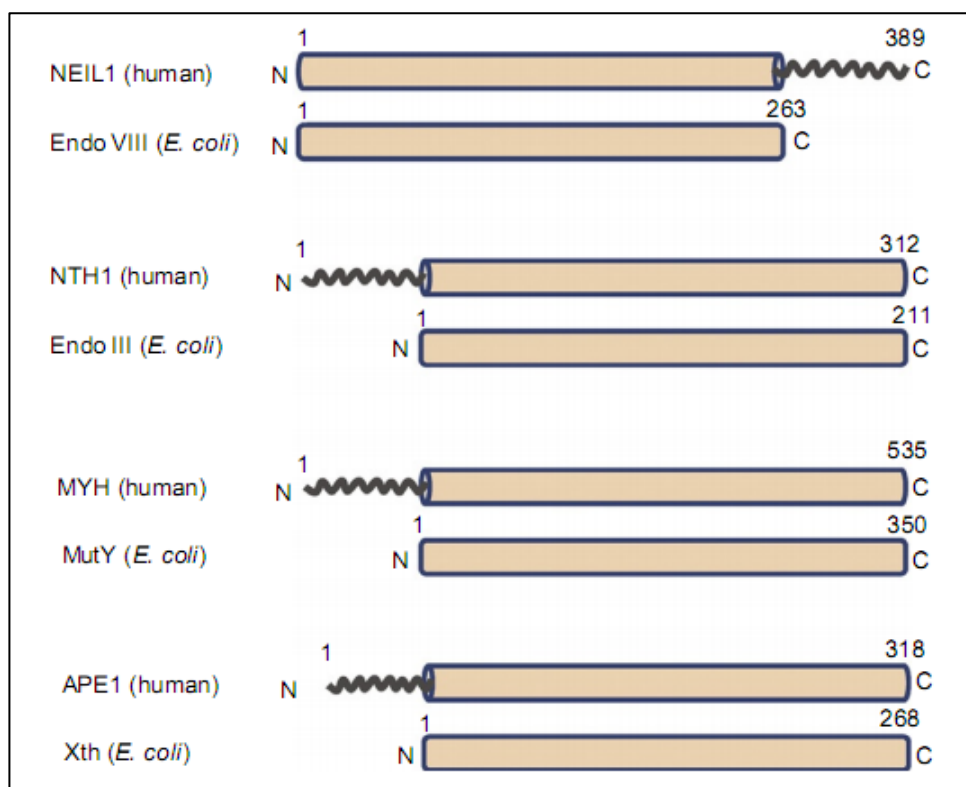 1 389
NEIL1 (human) N C
1 263
Endo VIII (E. coli) N C
1 312
NTH1 (human) N C
1 211
Endo III (E. coli) N C
1 535
MYH (human) N C
1 350
MutY (E. coli) N C
1 318
APE1 (human) N C
1 268
Xth (E. coli) N C